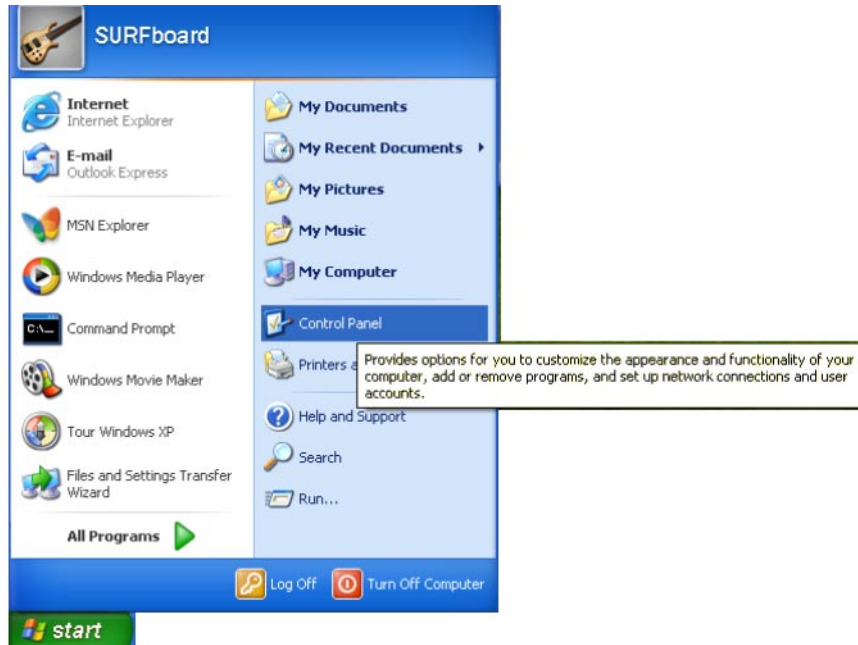 SURFboard
Internet
Internet Explorer
E-mail
Outlook Express
MSN Explorer
Windows Media Player
C:\_
Command Prompt
Windows Movie Maker
Tour Windows XP
Files and Settings Transfer
Wizard
All Programs
My Documents
My Recent Documents
My Pictures
My Music
My Computer
Control Panel
Printers a
Provides options for you to customize the appearance and functionality of your
computer, add or remove programs, and set up network connections and user
accounts.
Help and Support
Search
Run...
Log Off
Turn Off Computer
start